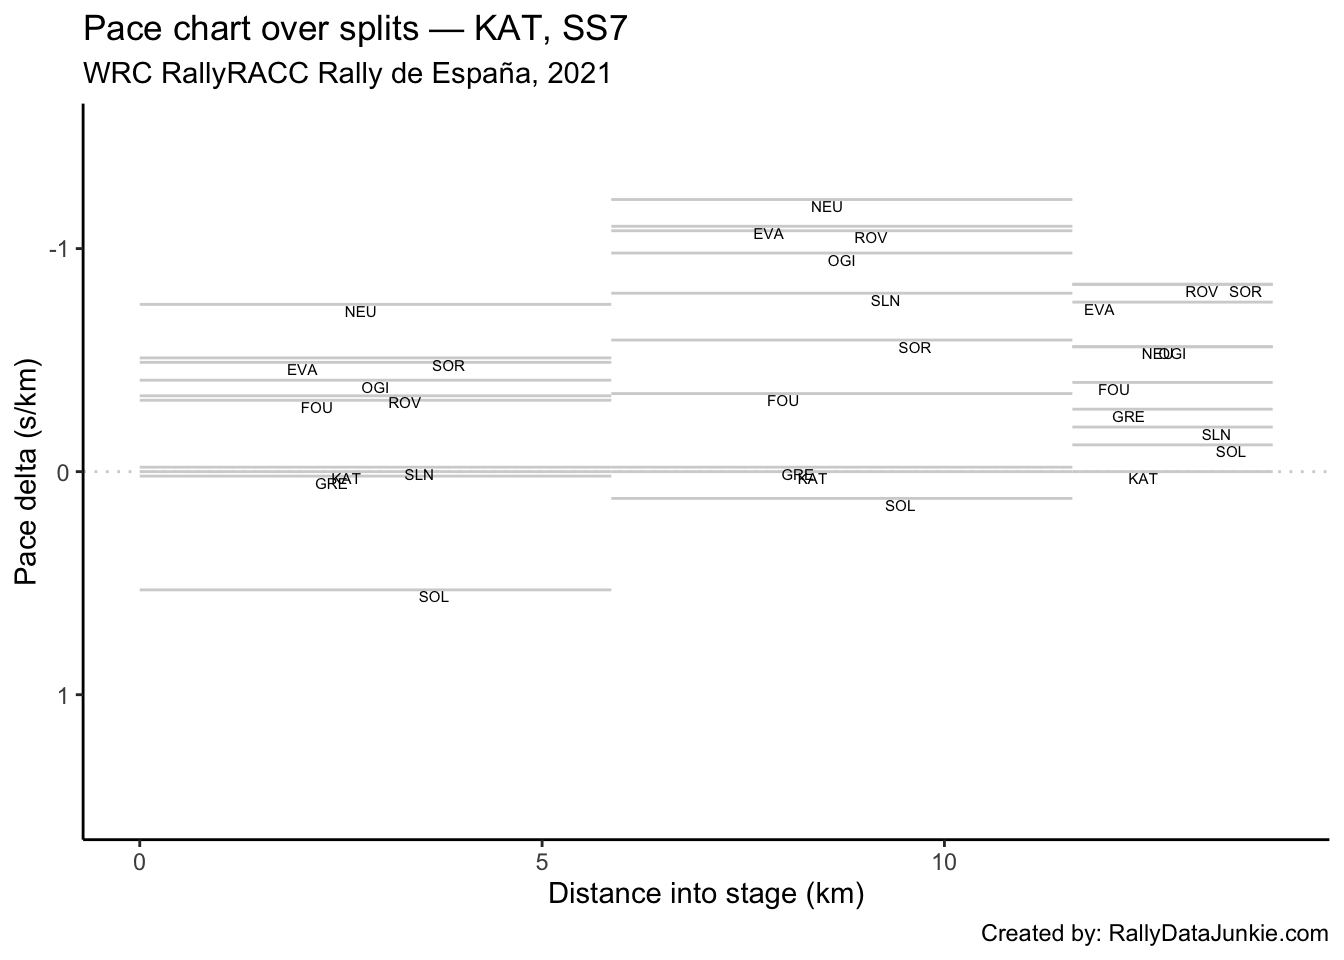 Pace chart over splits — KAT, SS7
WRC RallyRACC Rally de España, 2021
Pace delta (s/km)
-1
0
1
NEU
EVA
SOR
OGI
FOU
ROV
GRE
KAT
SLN
SOL
NEU
EVA
ROV
OGI
SLN
SOR
FOU
GRE
KAT
SOL
ROV
SOR
EVA
NEU
OGI
FOU
GRE
SLN
SOL
KAT
0
5
10
Distance into stage (km)
Created by: RallyDataJunkie.com